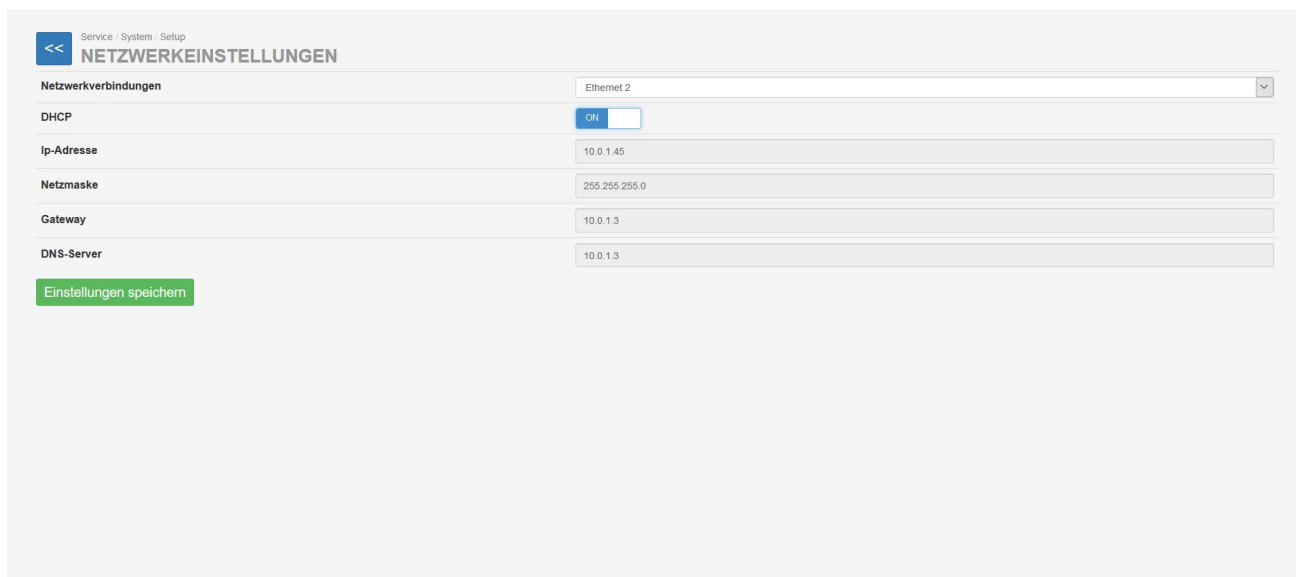 <<
Service / System / Setup
NETZWERKEINSTELLUNGEN
Netzwerkverbindungen Ethernet 2
DHCP ON
Ip-Adresse 10.0.1.45
Netzmaske 255.255.255.0
Gateway 10.0.1.3
DNS-Server 10.0.1.3
Einstellungen speichern